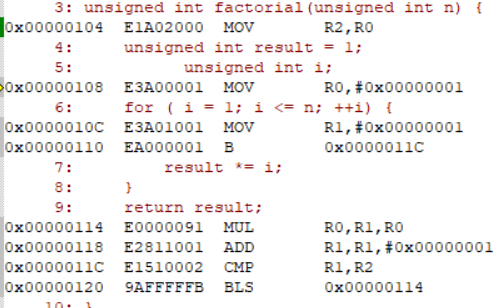 3: unsigned int factorial(unsigned int n) {
0x00000104 E1A02000 MOV R2,R0
4: unsigned int result = 1;
5: unsigned int i;
0x00000108 E3A00001 MOV R0,#0x00000001
6: for ( i = 1; i <= n; ++i) {
0x0000010C E3A01001 MOV R1,#0x00000001
0x00000110 EA000001 B 0x0000011C
7: result *= i;
8: }
9: return result;
0x00000114 E0000091 MUL R0,R1,R0
0x00000118 E2811001 ADD R1,R1,#0x00000001
0x0000011C E1510002 CMP R1,R2
0x00000120 9AFFFFFB BLS 0x00000114
10: }